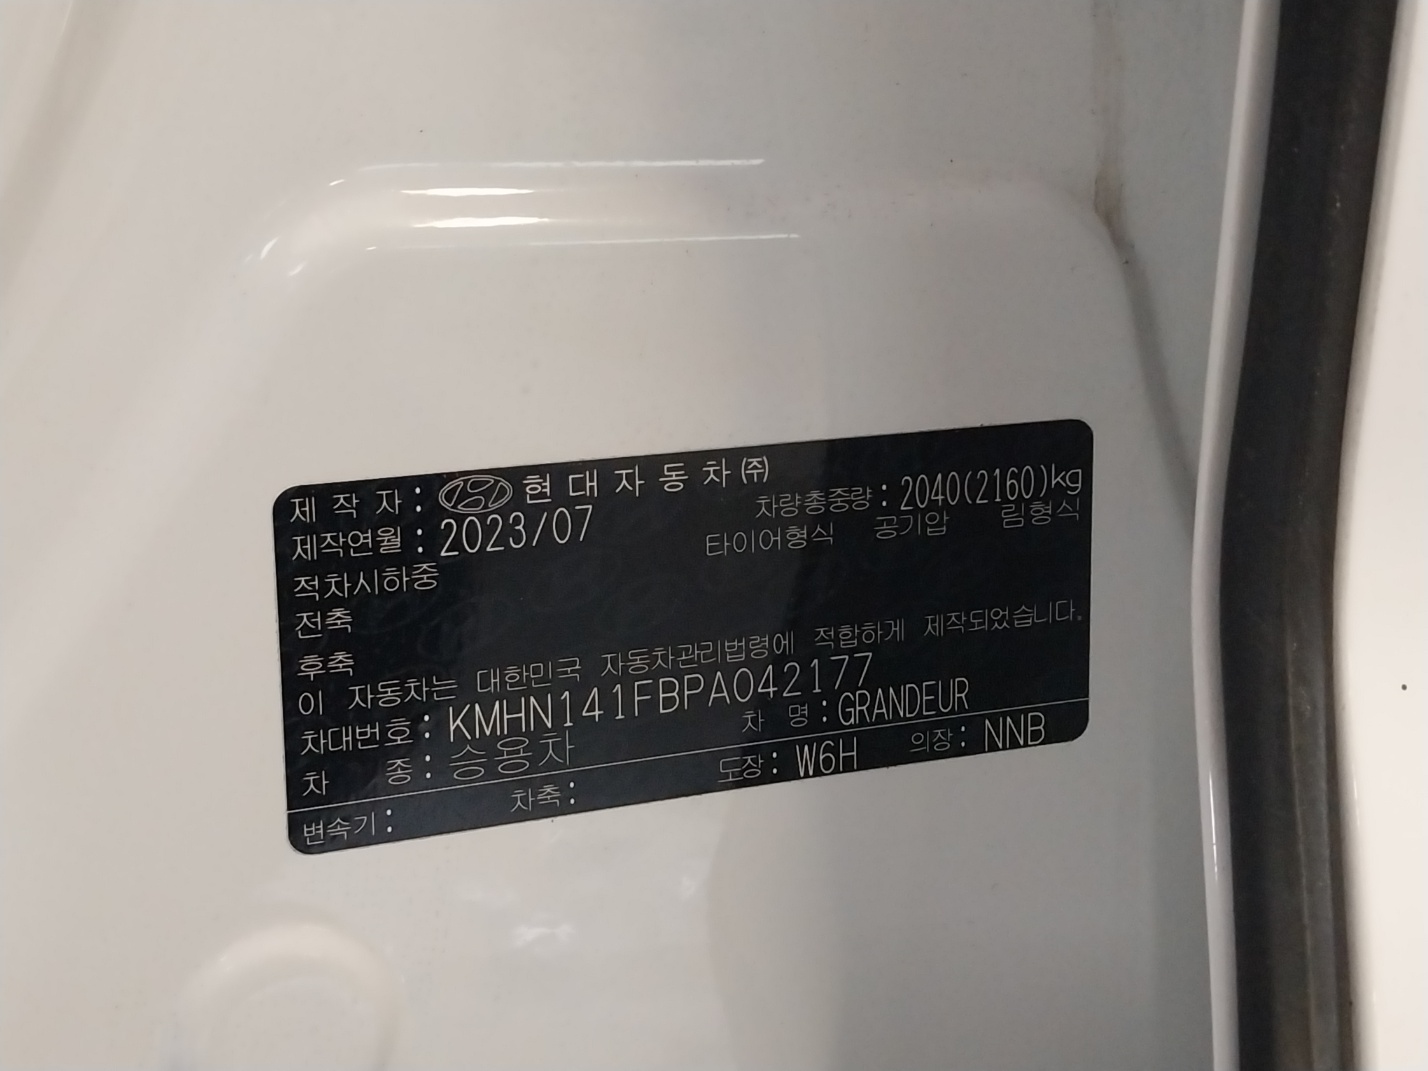 제 작 자 : 현 대 자 동 차 ㈜
제작연월 : 2023/07 차량총중량 : 2040(2160)kg
적차시하중 타이어형식 공기압 림형식
전축
후축
이 자동차는 대한민국 자동차관리법령에 적합하게 제작되었습니다.
차대번호 : KMHN141FBPA042177
차 종 : 승용차 차 명 : GRANDEUR
변속기 : 차축 : 도장 : W6H 의장 : NNB